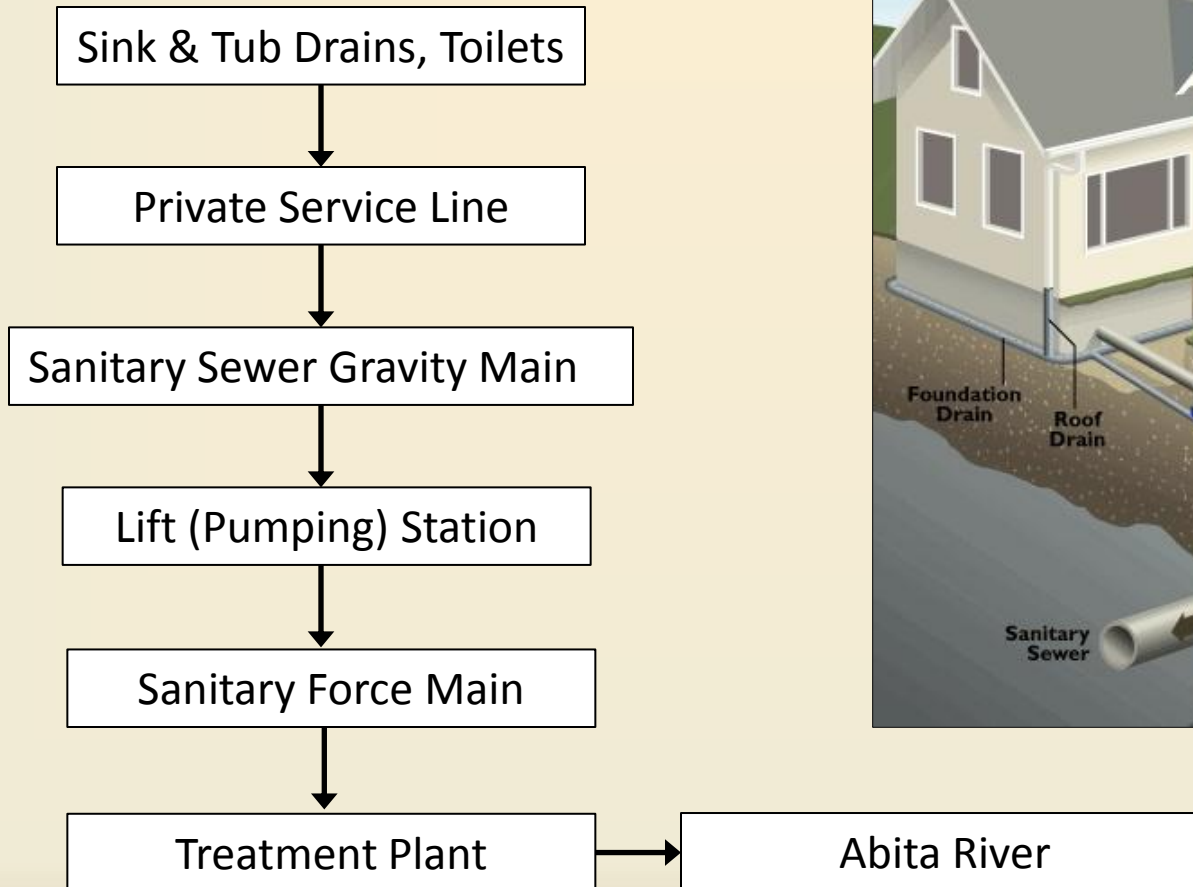 Sink & Tub Drains, Toilets
Private Service Line
Sanitary Sewer Gravity Main
Lift (Pumping) Station
Sanitary Force Main
Treatment Plant
Abita River
Foundation
Drain
Roof
Drain
Sanitary
Sewer